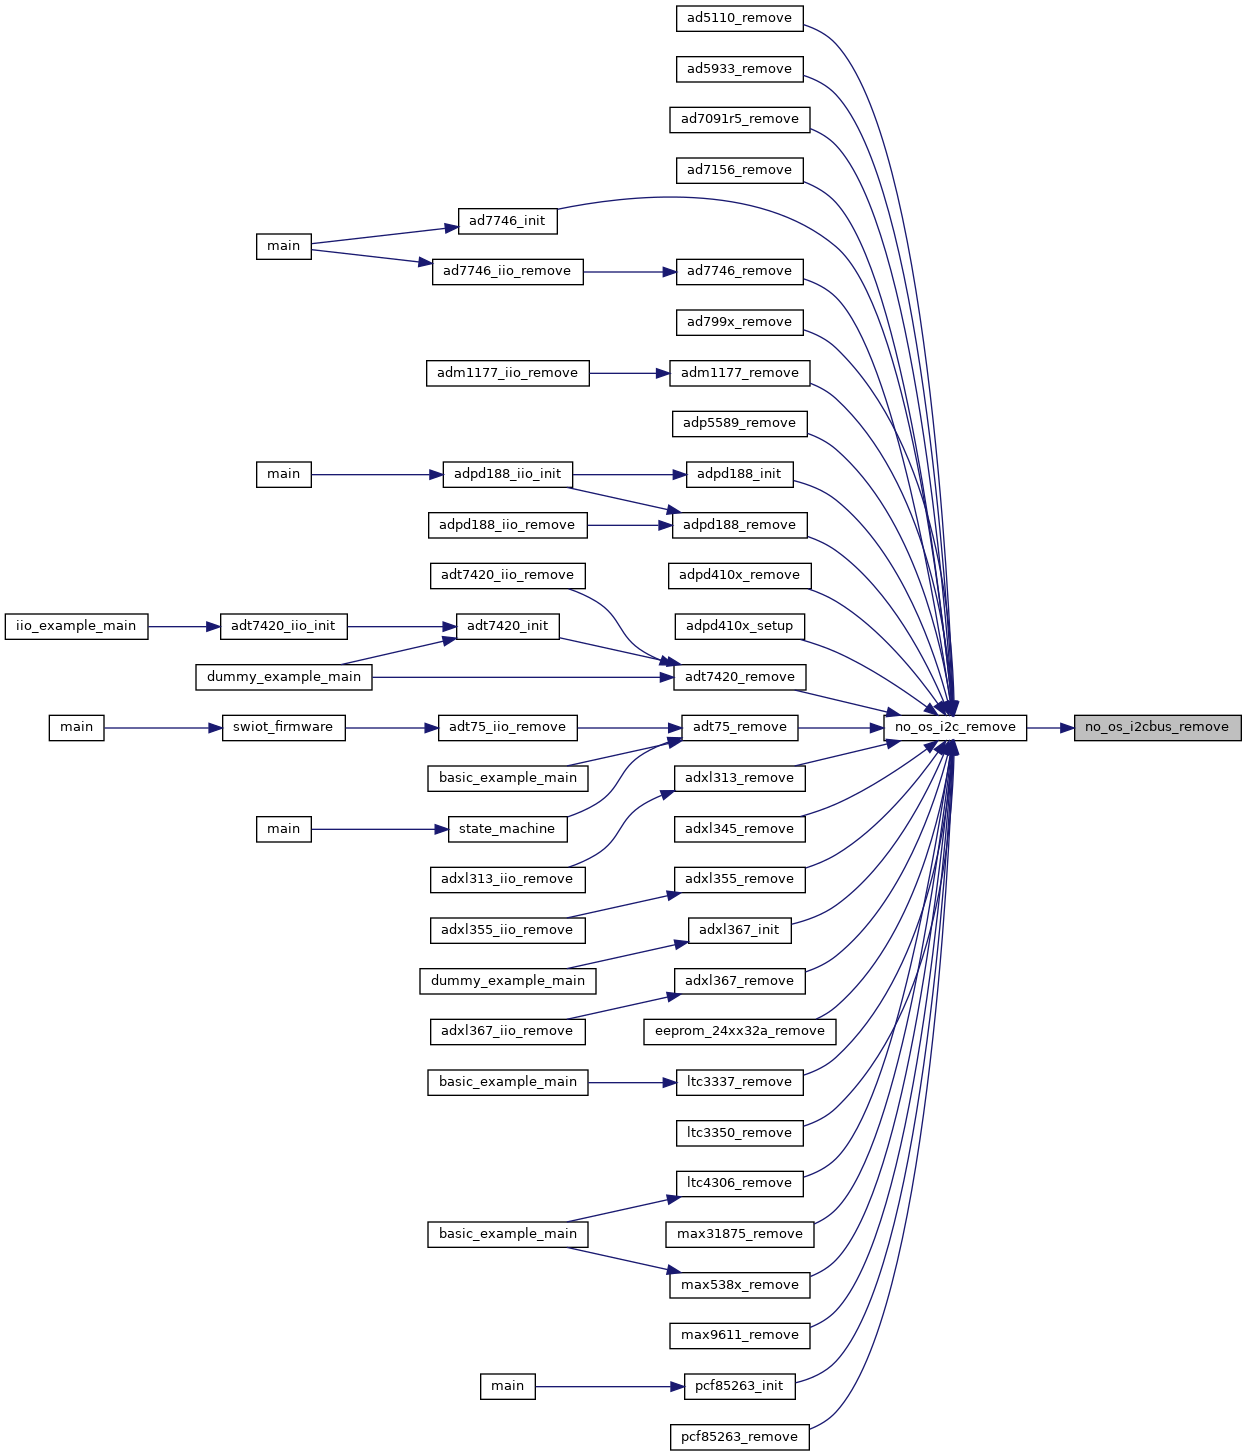 ad5110_remove
ad5933_remove
ad7091r5_remove
ad7156_remove
ad7746_init
main
ad7746_iio_remove
ad7746_remove
ad799x_remove
adm1177_iio_remove
adm1177_remove
adp5589_remove
main
adpd188_iio_init
adpd188_init
adpd188_iio_remove
adpd188_remove
adt7420_iio_remove
adpd410x_remove
iio_example_main
adt7420_iio_init
adt7420_init
adpd410x_setup
dummy_example_main
adt7420_remove
main
swiot_firmware
adt75_iio_remove
adt75_remove
no_os_i2c_remove
no_os_i2cbus_remove
basic_example_main
adxl313_remove
main
state_machine
adxl345_remove
adxl313_iio_remove
adxl355_remove
adxl355_iio_remove
adxl367_init
dummy_example_main
adxl367_remove
adxl367_iio_remove
eeprom_24xx32a_remove
basic_example_main
ltc3337_remove
ltc3350_remove
ltc4306_remove
basic_example_main
max31875_remove
max538x_remove
max9611_remove
main
pcf85263_init
pcf85263_remove